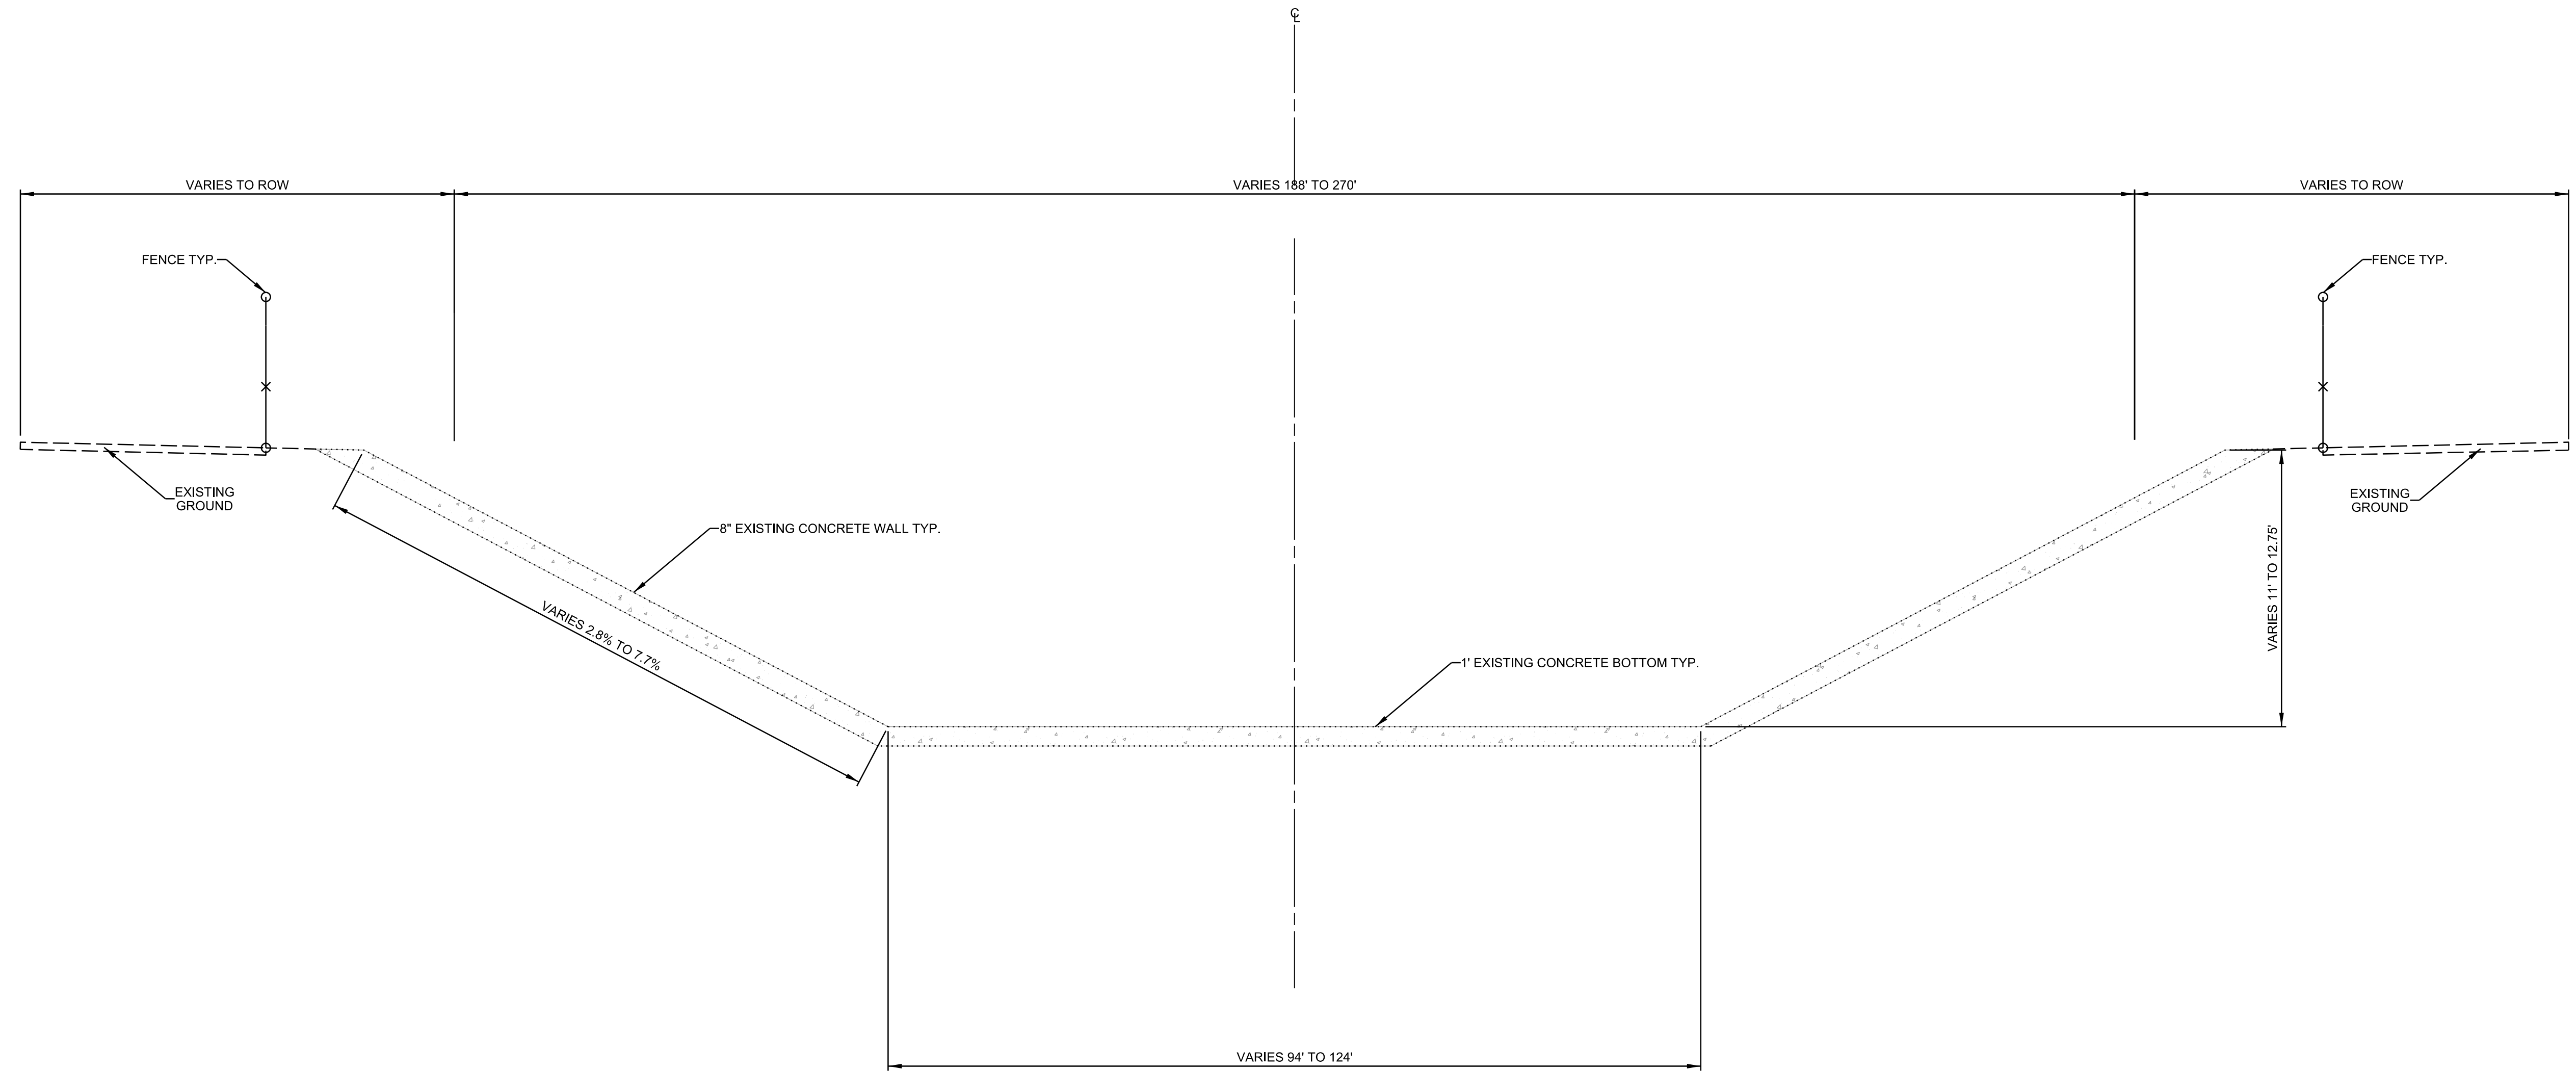 ℄
VARIES TO ROW
VARIES 188' TO 270'
VARIES TO ROW
FENCE TYP.
FENCE TYP.
EXISTING
GROUND
EXISTING
GROUND
8" EXISTING CONCRETE WALL TYP.
VARIES 2.8% TO 7.7%
VARIES 11' TO 12.75'
1' EXISTING CONCRETE BOTTOM TYP.
VARIES 94' TO 124'